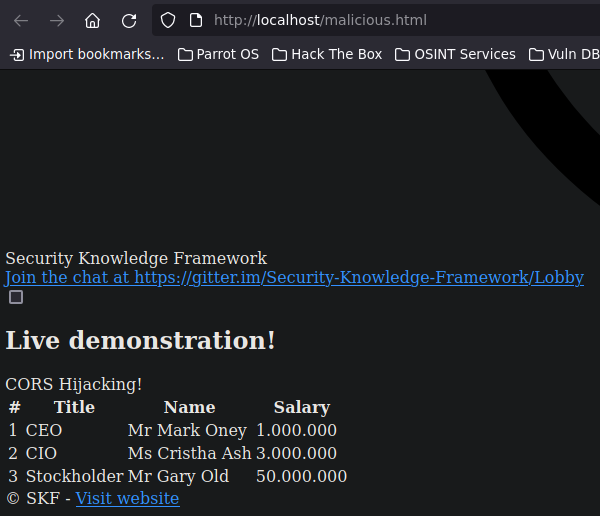 http://localhost/malicious.html
Import bookmarks... Parrot OS Hack The Box OSINT Services Vuln DB
Security Knowledge Framework
Join the chat at https://gitter.im/Security-Knowledge-Framework/Lobby
Live demonstration!
CORS Hijacking!
# Title Name Salary
1 CEO Mr Mark Oney 1.000.000
2 CIO Ms Cristha Ash 3.000.000
3 Stockholder Mr Gary Old 50.000.000
© SKF - Visit website